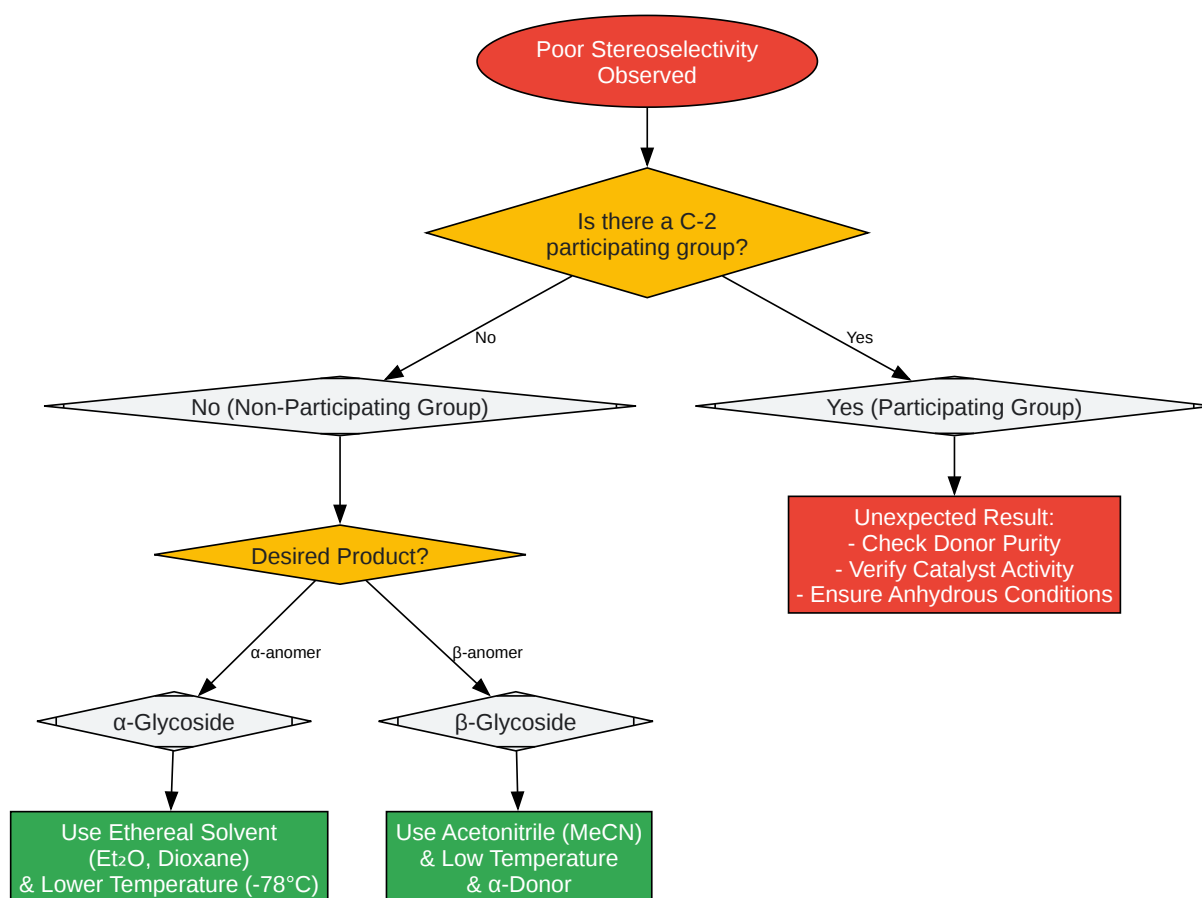 Poor Stereoselectivity
Observed
Is there a C-2
participating group?
No
Yes
No (Non-Participating Group)
Yes (Participating Group)
Desired Product?
Unexpected Result:
- Check Donor Purity
- Verify Catalyst Activity
- Ensure Anhydrous Conditions
α-anomer
β-anomer
α-Glycoside
β-Glycoside
Use Ethereal Solvent
(Et₂O, Dioxane)
& Lower Temperature (-78°C)
Use Acetonitrile (MeCN)
& Low Temperature
& α-Donor